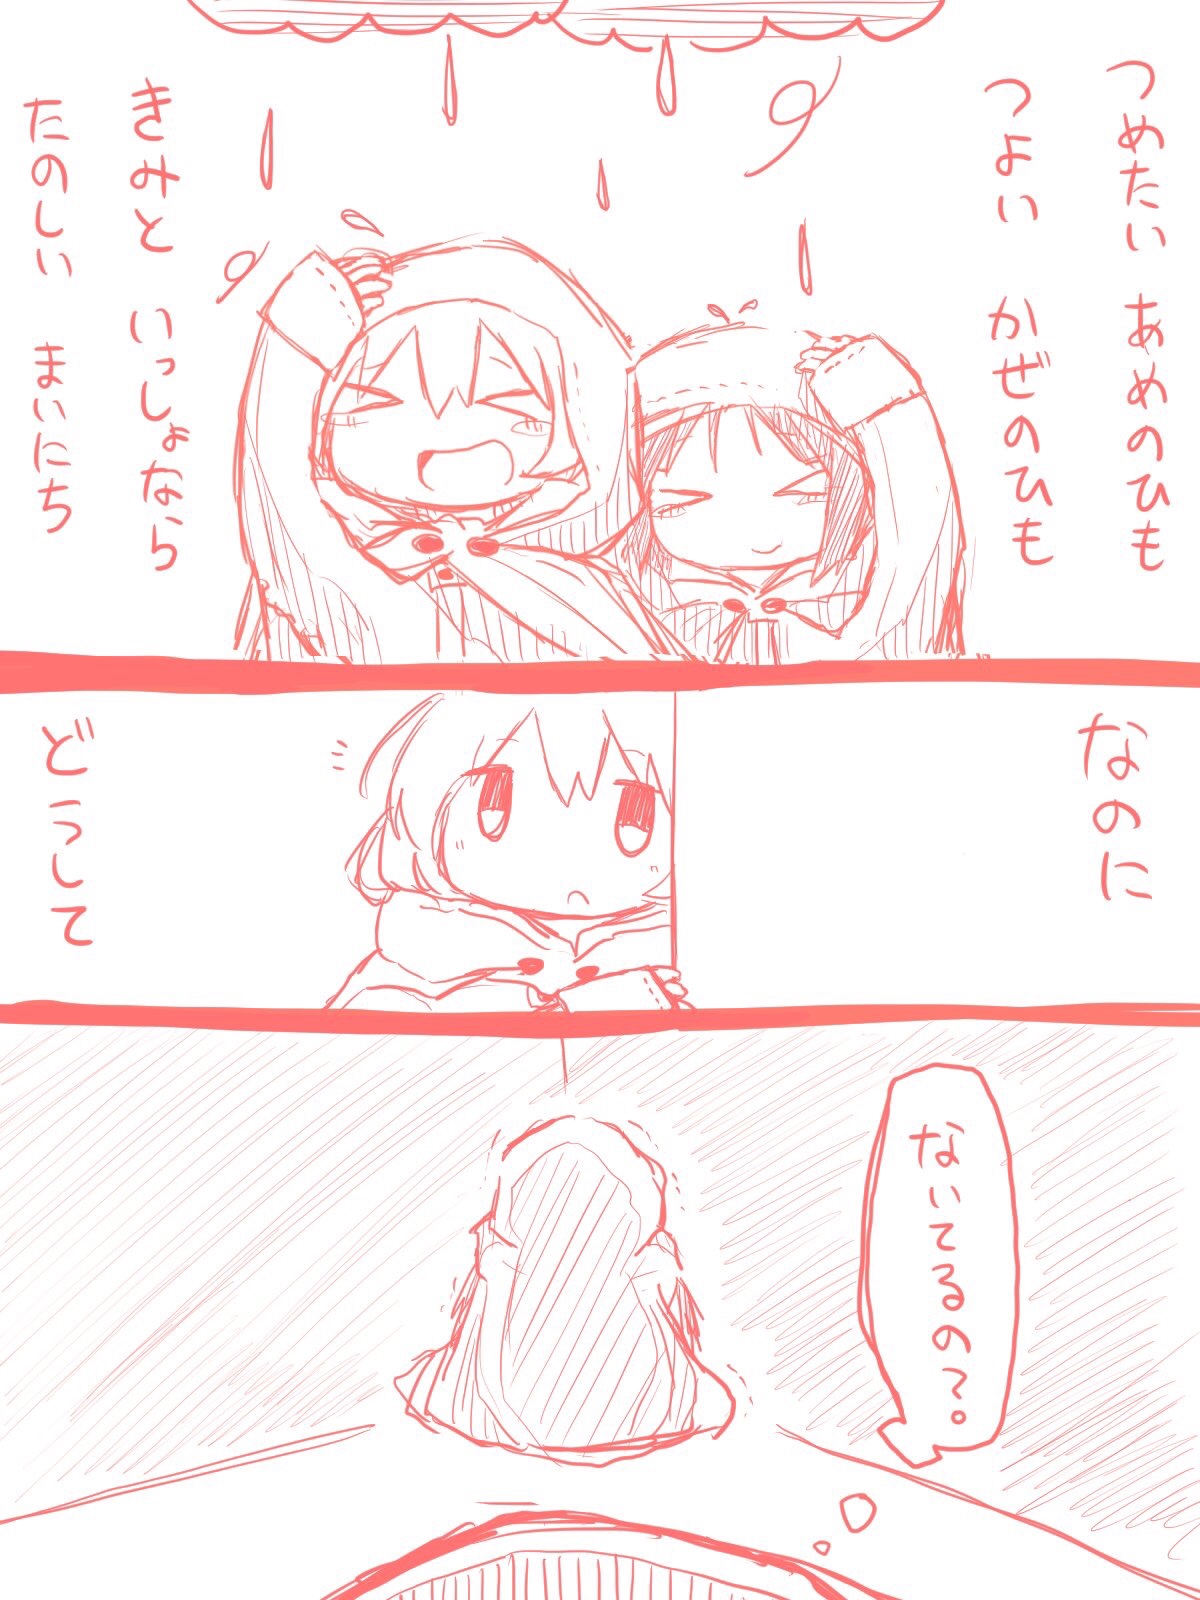 つめたい あめのひも
つよい かぜのひも
きみと いっしょなら
たのしい まいにち
なのに
どうして
ないてるの?。